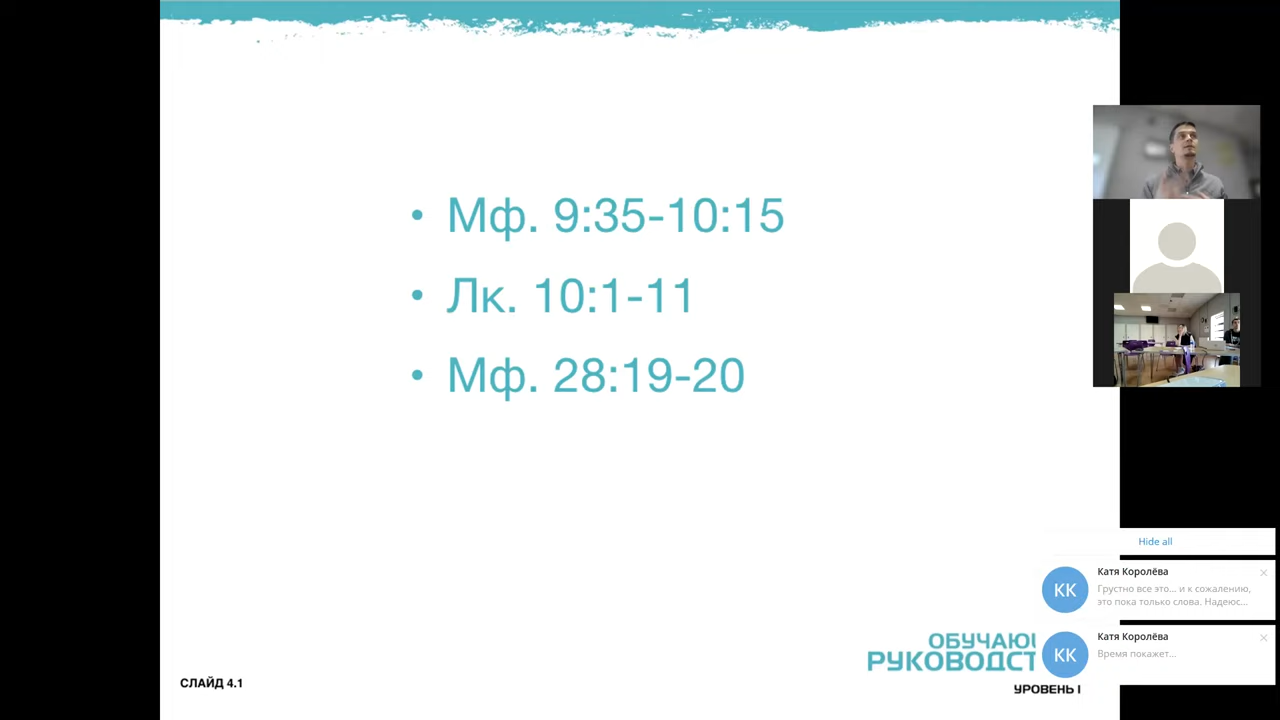 • Мф. 9:35-10:15
• Лк. 10:1-11
• Мф. 28:19-20
Hide all
КК
Катя Королёва
Грустно все это... и к сожалению,
это пока только слова. Надеюс...
КК
Катя Королёва
Время покажет...
ОБУЧАЮ
РУКОВОДСТ
УРОВЕНЬ I
СЛАЙД 4.1